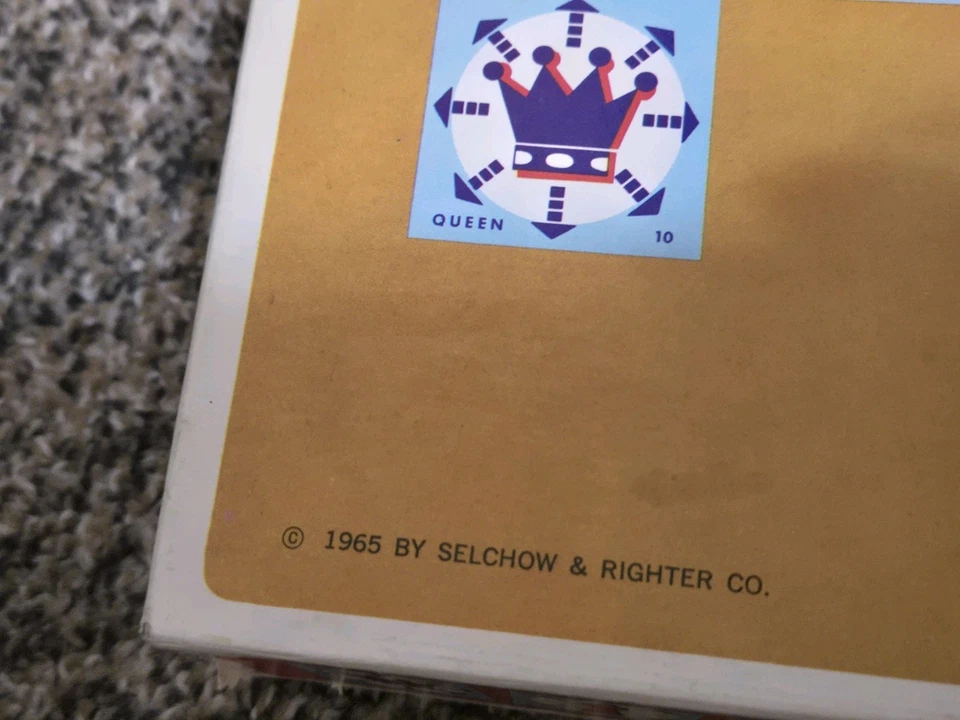 QUEEN 10
© 1965 BY SELCHOW & RIGHTER CO.